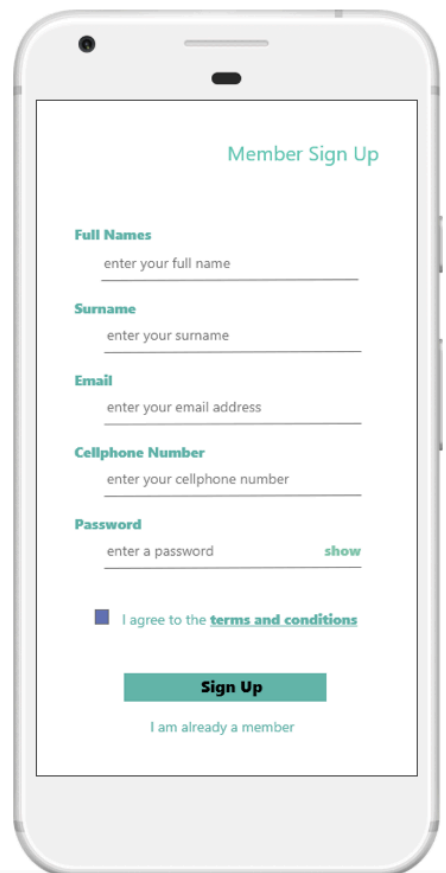 Member Sign Up
Full Names
enter your full name
Surname
enter your surname
Email
enter your email address
Cellphone Number
enter your cellphone number
Password
enter a password show
I agree to the terms and conditions
Sign Up
I am already a member